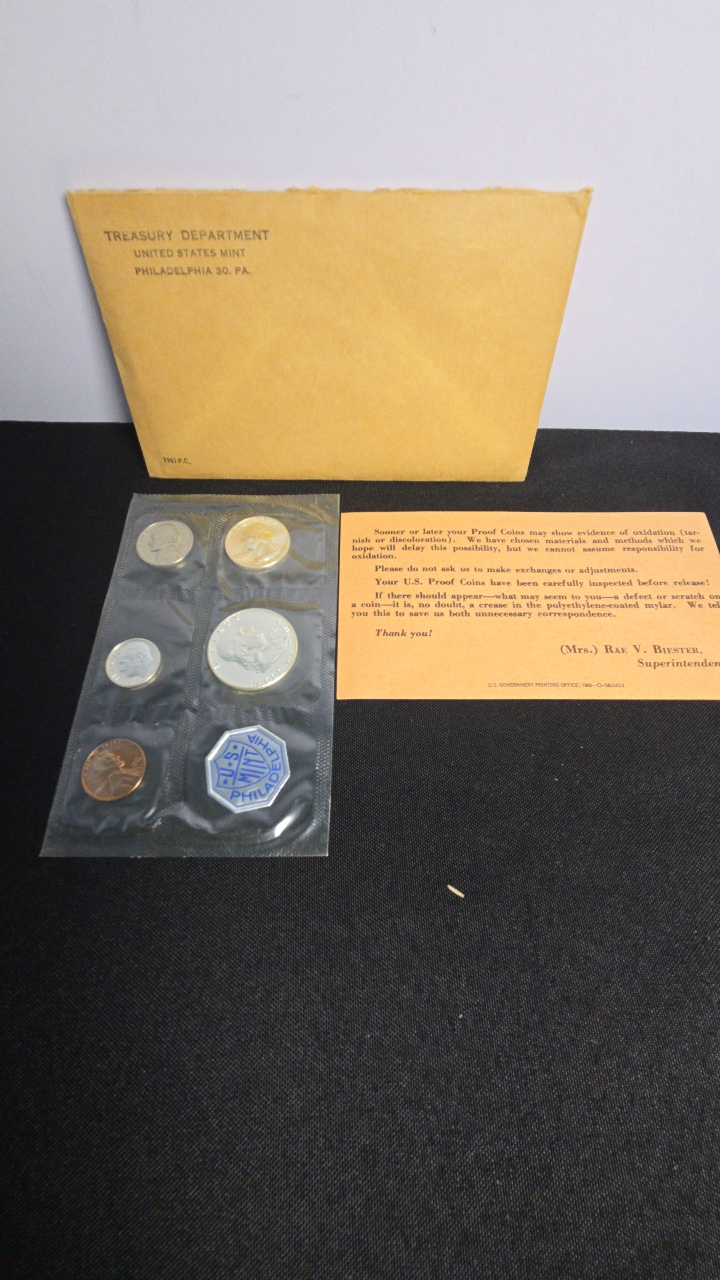 TREASURY DEPARTMENT
UNITED STATES MINT
PHILADELPHIA 30, PA.
1961-P.C.
Sooner or later your Proof Coins may show evidence of oxidation (tar-
nish or discoloration). We have chosen materials and methods which we
hope will delay this possibility, but we cannot assume responsibility for
oxidation.
Please do not ask us to make exchanges or adjustments.
Your U.S. Proof Coins have been carefully inspected before release!
If there should appear—what may seem to you—a defect or scratch on
a coin—it is, no doubt, a crease in the polyethylene-coated mylar. We tel
you this to save us both unnecessary correspondence.
Thank you!
(Mrs.) RAE V. BIESTER,
Superintenden
U.S. GOVERNMENT PRINTING OFFICE
U.S.
MINT
PHILADELPHIA